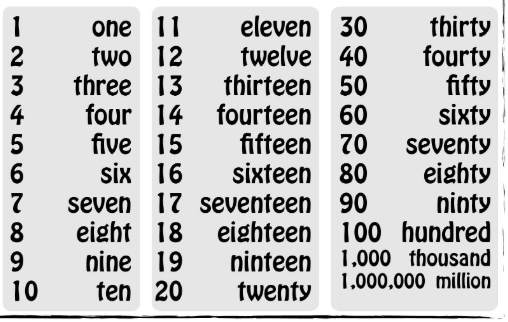 1 one
2 two
3 three
4 four
5 five
6 six
7 seven
8 eight
9 nine
10 ten
11 eleven
12 twelve
13 thirteen
14 fourteen
15 fifteen
16 sixteen
17 seventeen
18 eighteen
19 ninteen
20 twenty
30 thirty
40 fourty
50 fifty
60 sixty
70 seventy
80 eighty
90 ninty
100 hundred
1,000 thousand
1,000,000 million